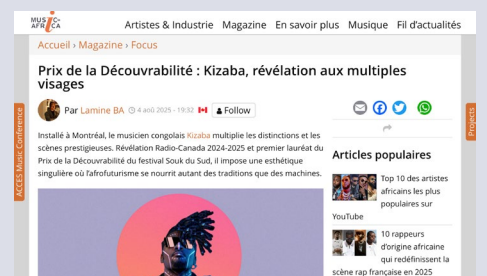 MUSIC-
AFRICA
Artistes & Industrie Magazine En savoir plus Musique Fil d'actualités
Accueil › Magazine › Focus
Prix de la Découvrabilité : Kizaba, révélation aux multiples
visages
Par Lamine BA 4 aoû 2025 - 19:32 Follow
Installé à Montréal, le musicien congolais Kizaba multiplie les distinctions et les
scènes prestigieuses. Révélation Radio-Canada 2024-2025 et premier lauréat du
Prix de la Découvrabilité du festival Souk du Sud, il impose une esthétique
singulière où l'afrofuturisme se nourrit autant des traditions que des machines.
ACCES Music Conference
Projects
Articles populaires
Top 10 des artistes
africains les plus
populaires sur
YouTube
10 rappeurs
d'origine africaine
qui redéfinissent la
scène rap française en 2025